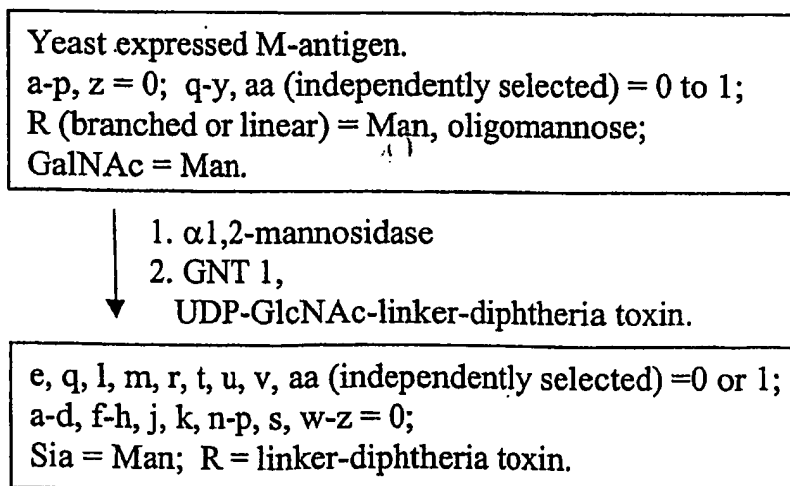 Yeast expressed M-antigen.
a-p, z = 0; q-y, aa (independently selected) = 0 to 1;
R (branched or linear) = Man, oligomannose;
GalNAc = Man.
1. α1,2-mannosidase
2. GNT 1,
UDP-GlcNAc-linker-diphtheria toxin.
e, q, l, m, r, t, u, v, aa (independently selected) =0 or 1;
a-d, f-h, j, k, n-p, s, w-z = 0;
Sia = Man; R = linker-diphtheria toxin.